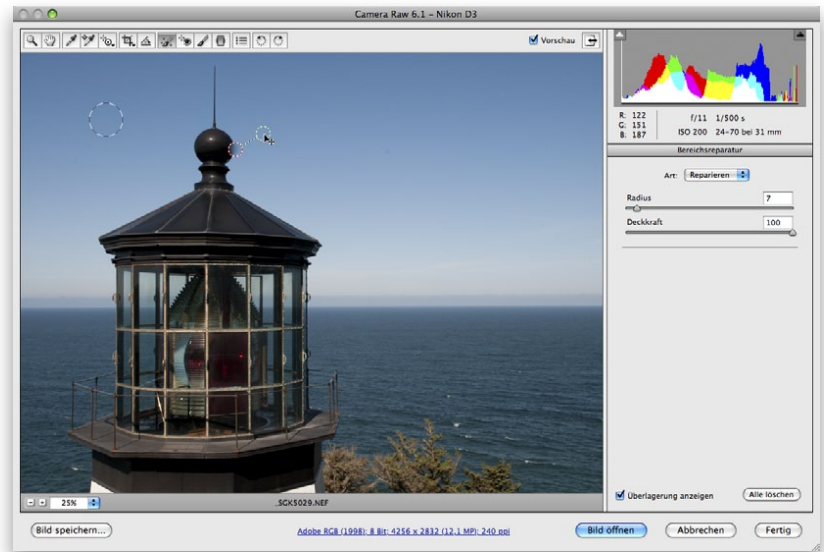 Camera Raw 6.1 – Nikon D3
Vorschau
R: 122
G: 151
B: 187
f/11 1/500 s
ISO 200 24–70 bei 31 mm
Bereichsreparatur
Art: Reparieren
Radius 7
Deckkraft 100
Überlagerung anzeigen
Alle löschen
25%
_SGK5029.NEF
Bild speichern...
Adobe RGB (1998); 8 Bit; 4256 x 2832 (12,1 MP); 240 ppi
Bild öffnen
Abbrechen
Fertig